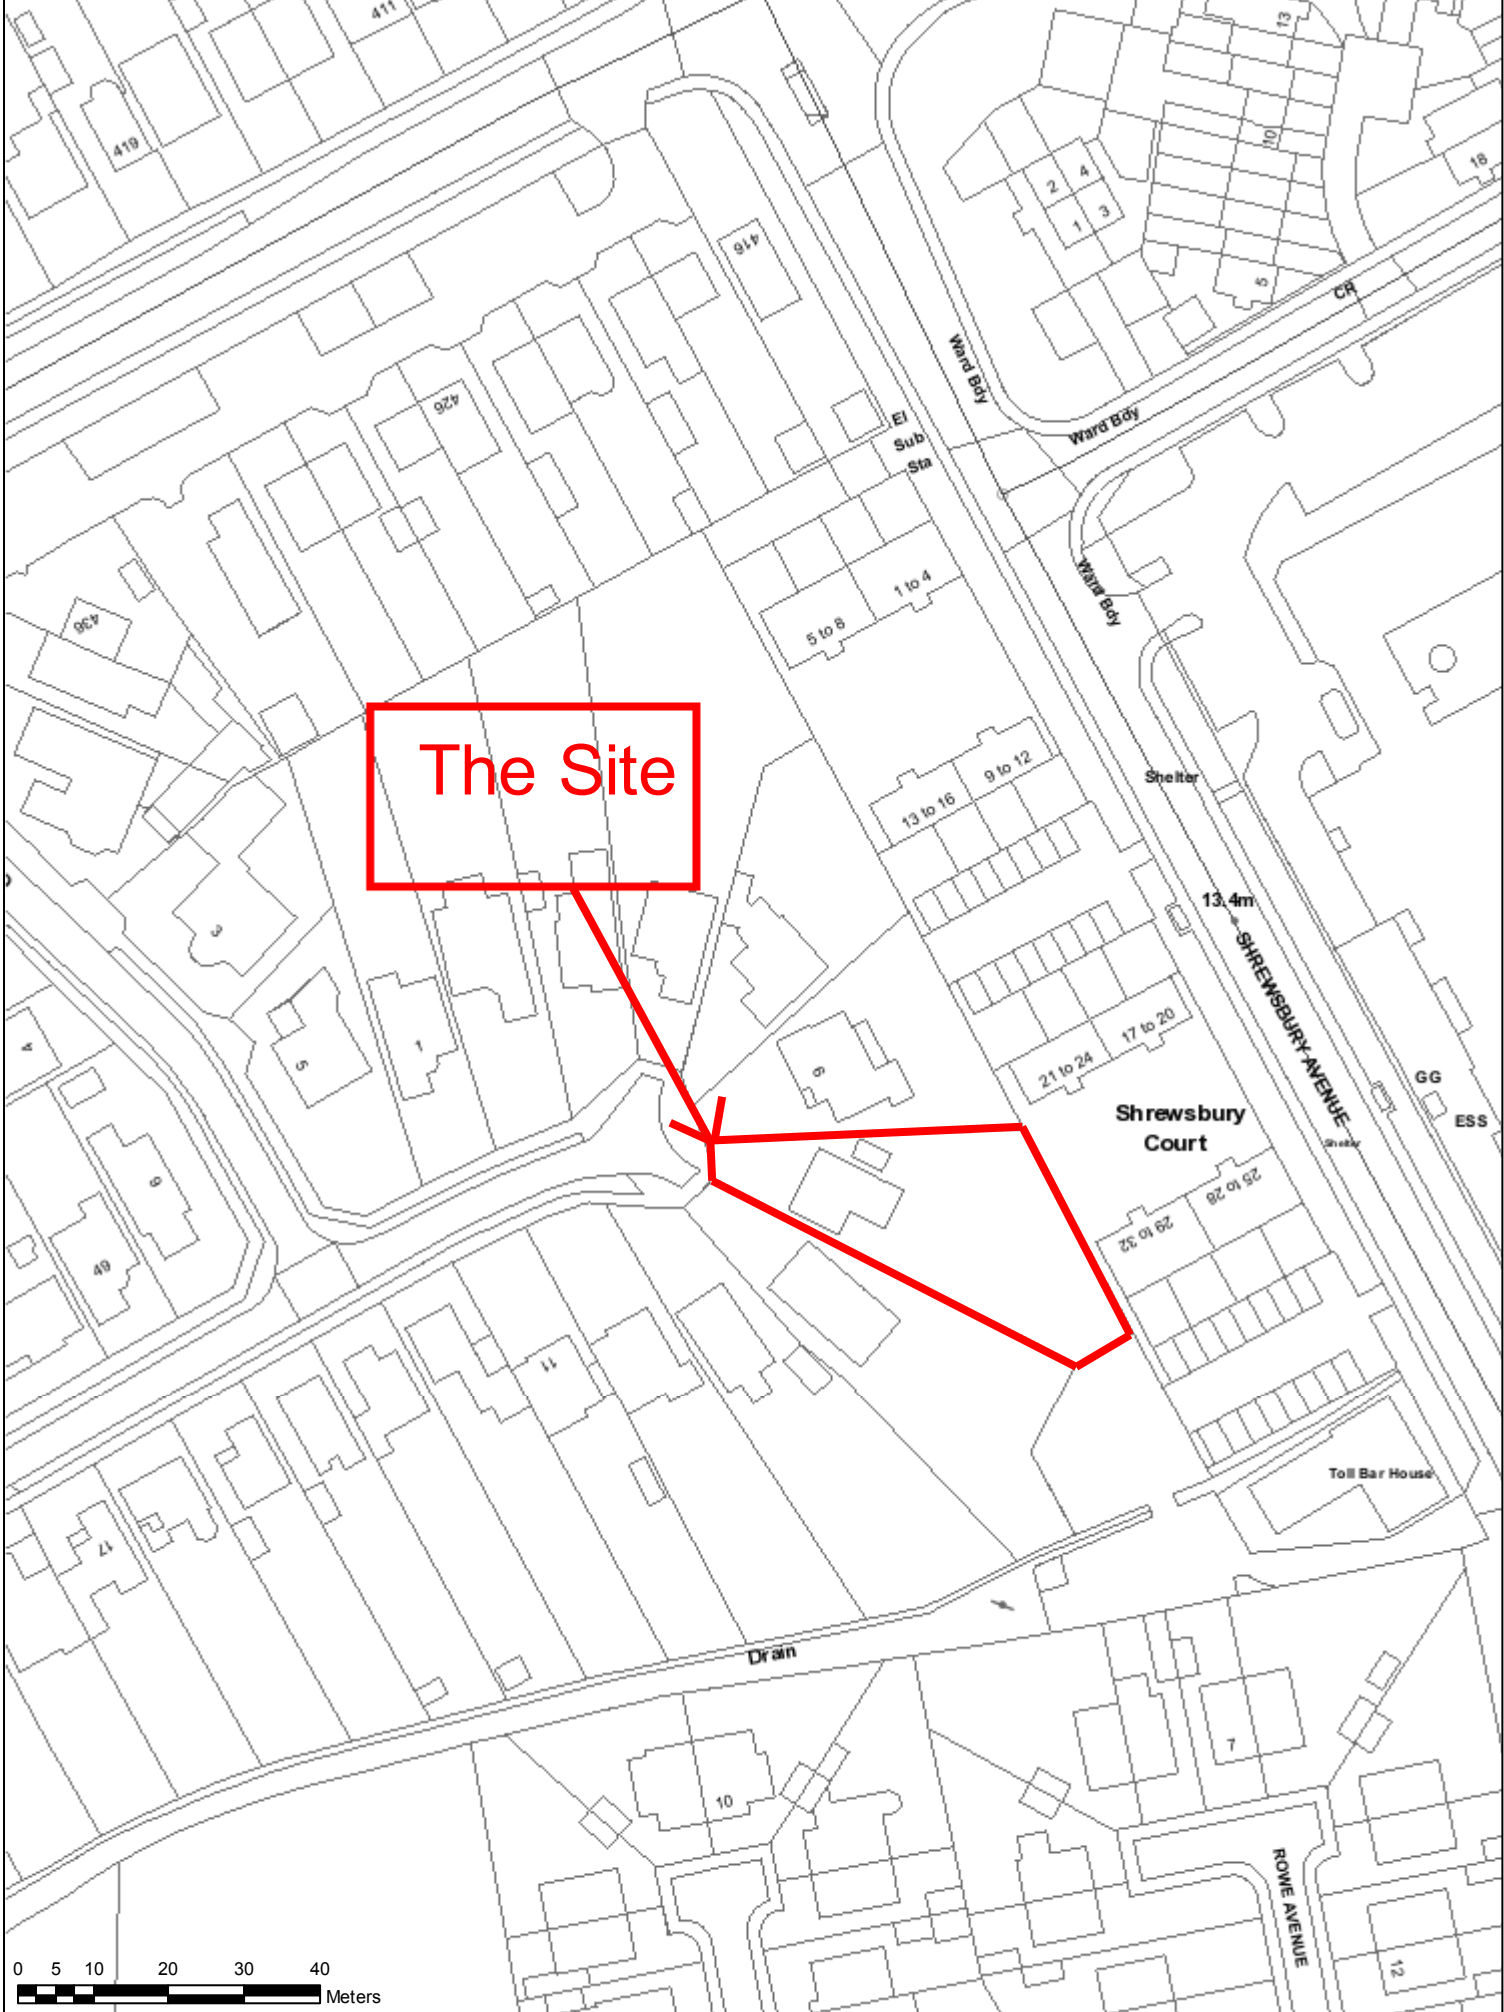 411
13
419
10
18
2 4
1 3
416
5
CR
Ward Bdy
Ward Bdy
426
El
Sub
Sta
Ward Bdy
1 to 4
5 to 8
436
The Site
9 to 12
13 to 16
Shelter
13.4m
SHREWSBURY AVENUE
3
17 to 20
21 to 24
4
5
1
9
GG
ESS
Shrewsbury
Court
Shelter
25 to 28
29 to 32
9
49
11
Toll Bar House
17
Drain
7
10
ROWE AVENUE
12
0 5 10 20 30 40
Meters